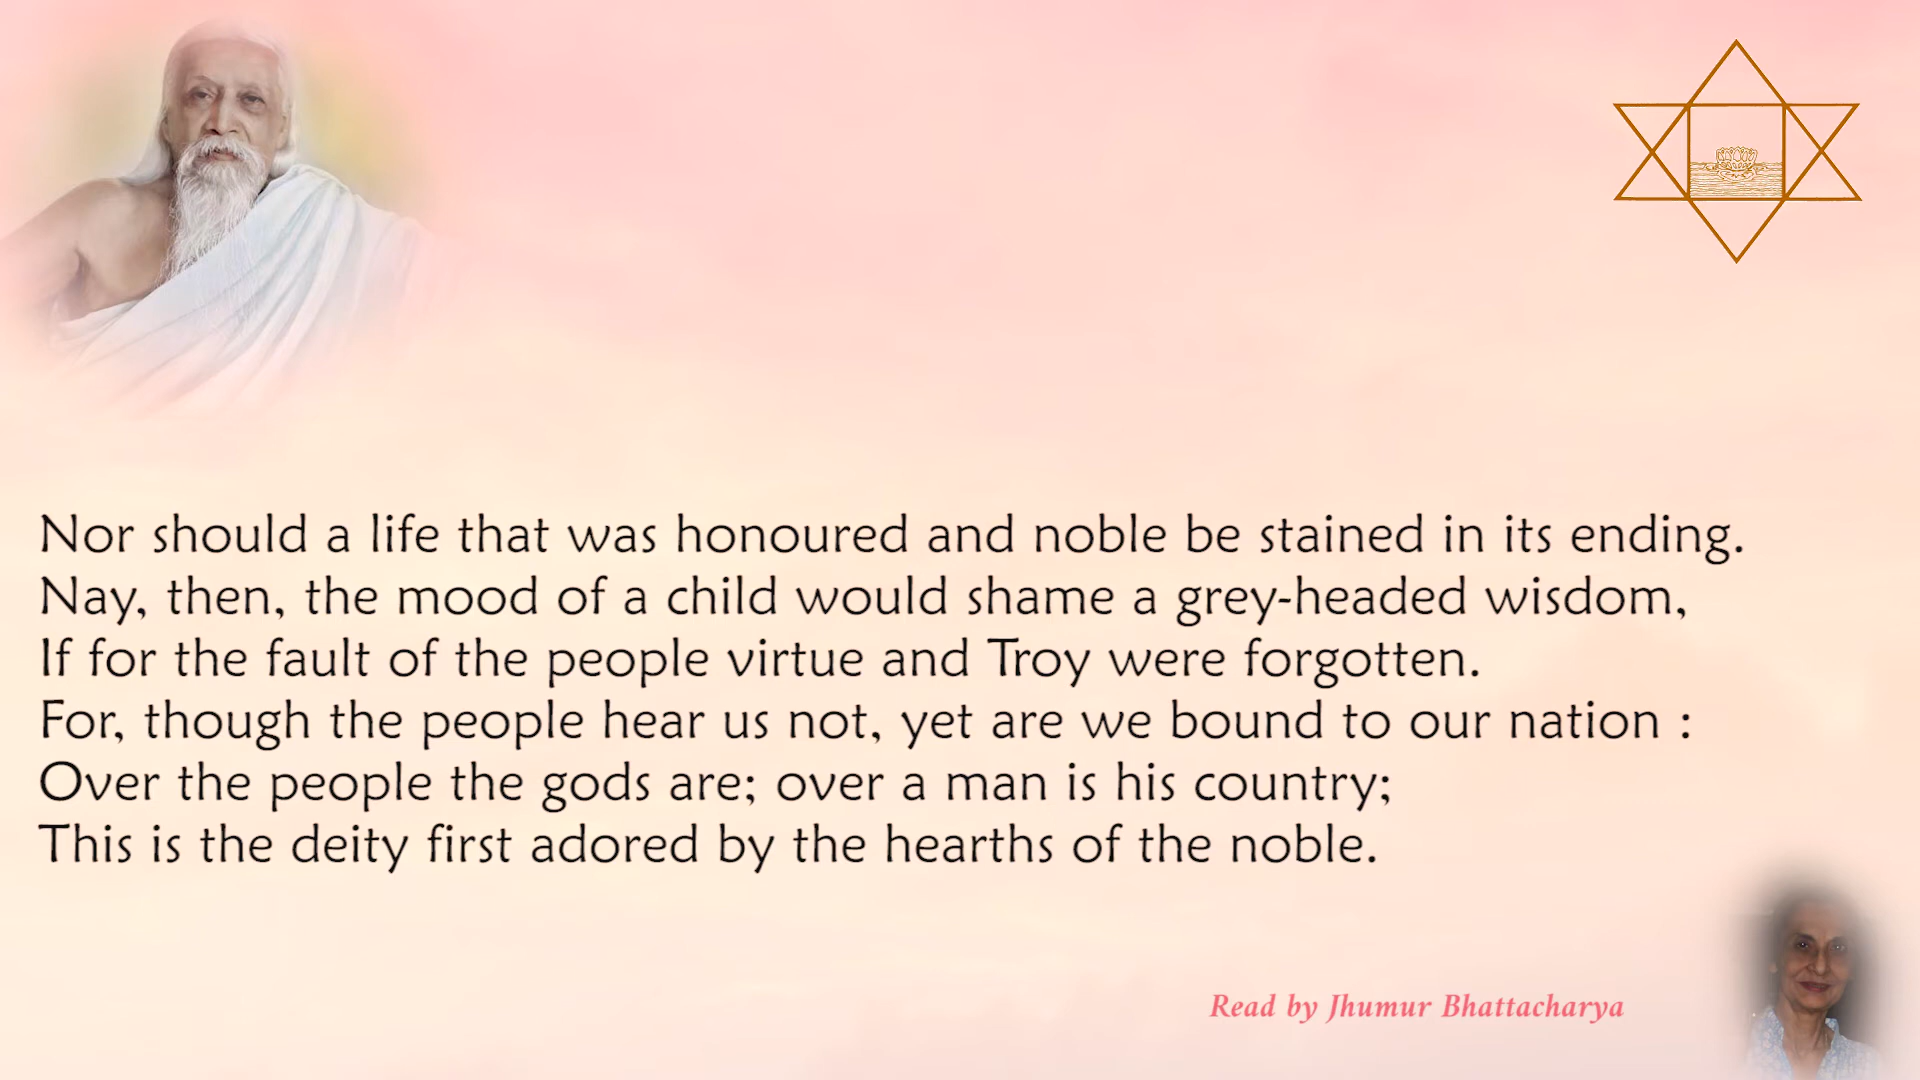 Nor should a life that was honoured and noble be stained in its ending.
Nay, then, the mood of a child would shame a grey-headed wisdom,
If for the fault of the people virtue and Troy were forgotten.
For, though the people hear us not, yet are we bound to our nation :
Over the people the gods are; over a man is his country;
This is the deity first adored by the hearths of the noble.
Read by Jhumur Bhattacharya